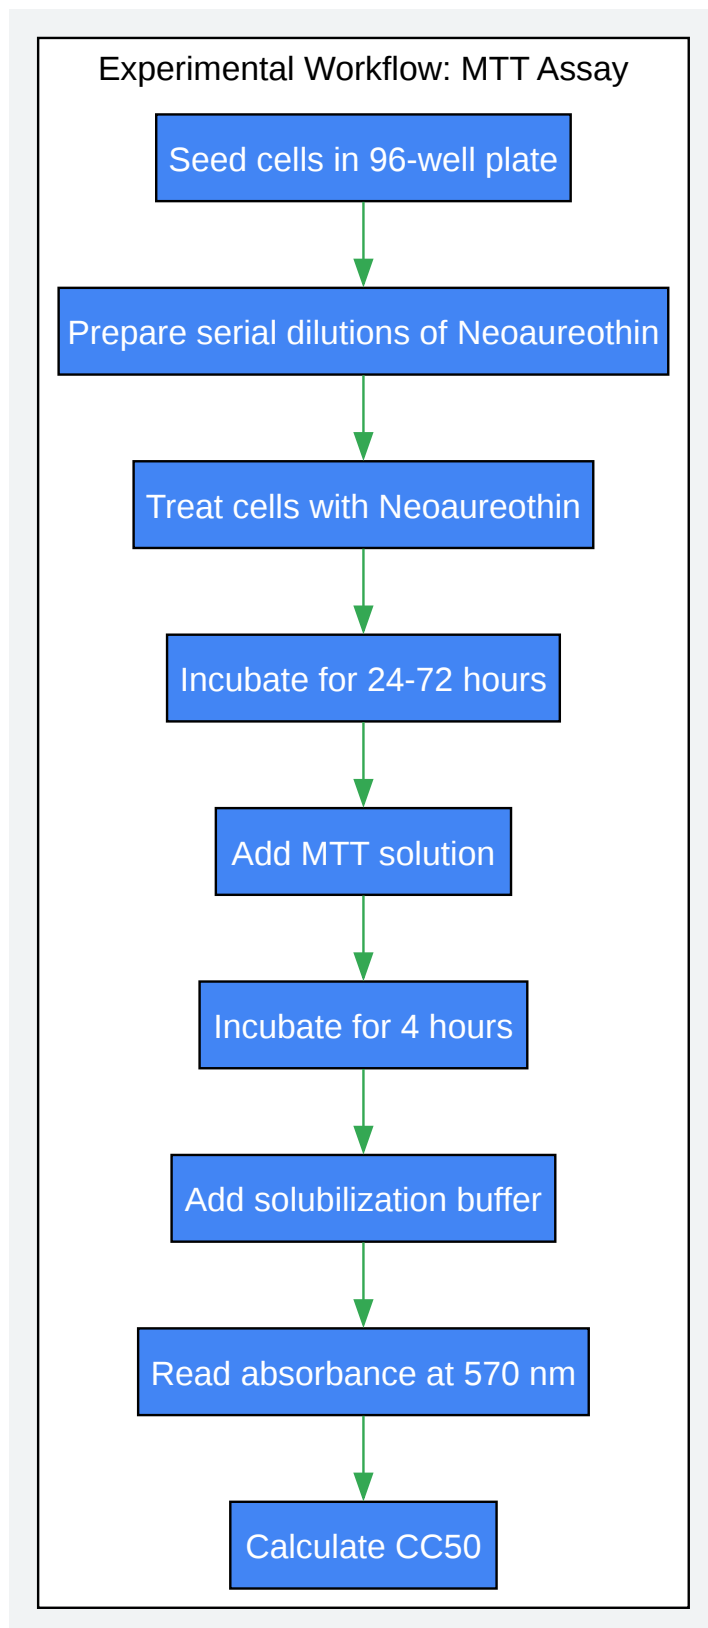 Experimental Workflow: MTT Assay
Seed cells in 96-well plate
Prepare serial dilutions of Neoaureothin
Treat cells with Neoaureothin
Incubate for 24-72 hours
Add MTT solution
Incubate for 4 hours
Add solubilization buffer
Read absorbance at 570 nm
Calculate CC50